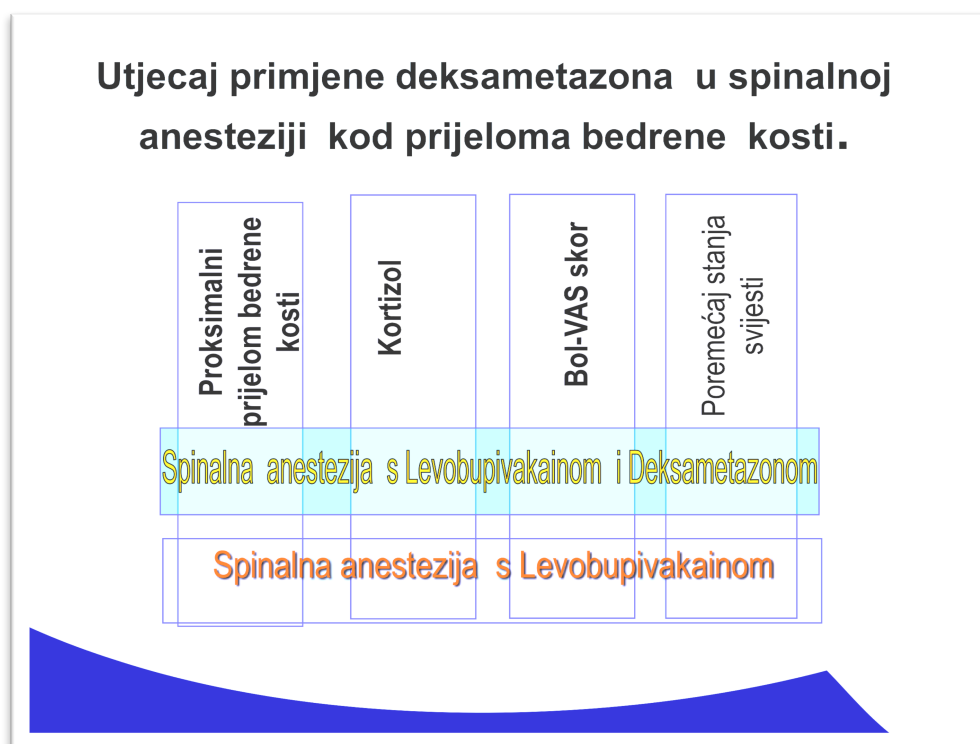 Utjecaj primjene deksametazona u spinalnoj
anesteziji kod prijeloma bedrene kosti.
Proksimalni
prijelom bedrene
kosti
Kortizol
Bol-VAS skor
Poremećaj stanja
svijesti
Spinalna anestezija s Levobupivakainom i Deksametazonom
Spinalna anestezija s Levobupivakainom